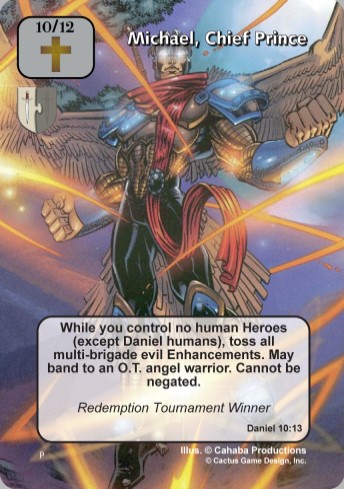 10/12
Michael, Chief Prince
While you control no human Heroes
(except Daniel humans), toss all
multi-brigade evil Enhancements. May
band to an O.T. angel warrior. Cannot be
negated.
Redemption Tournament Winner
Daniel 10:13
P
Illus. © Cahaba Productions
© Cactus Game Design, Inc.